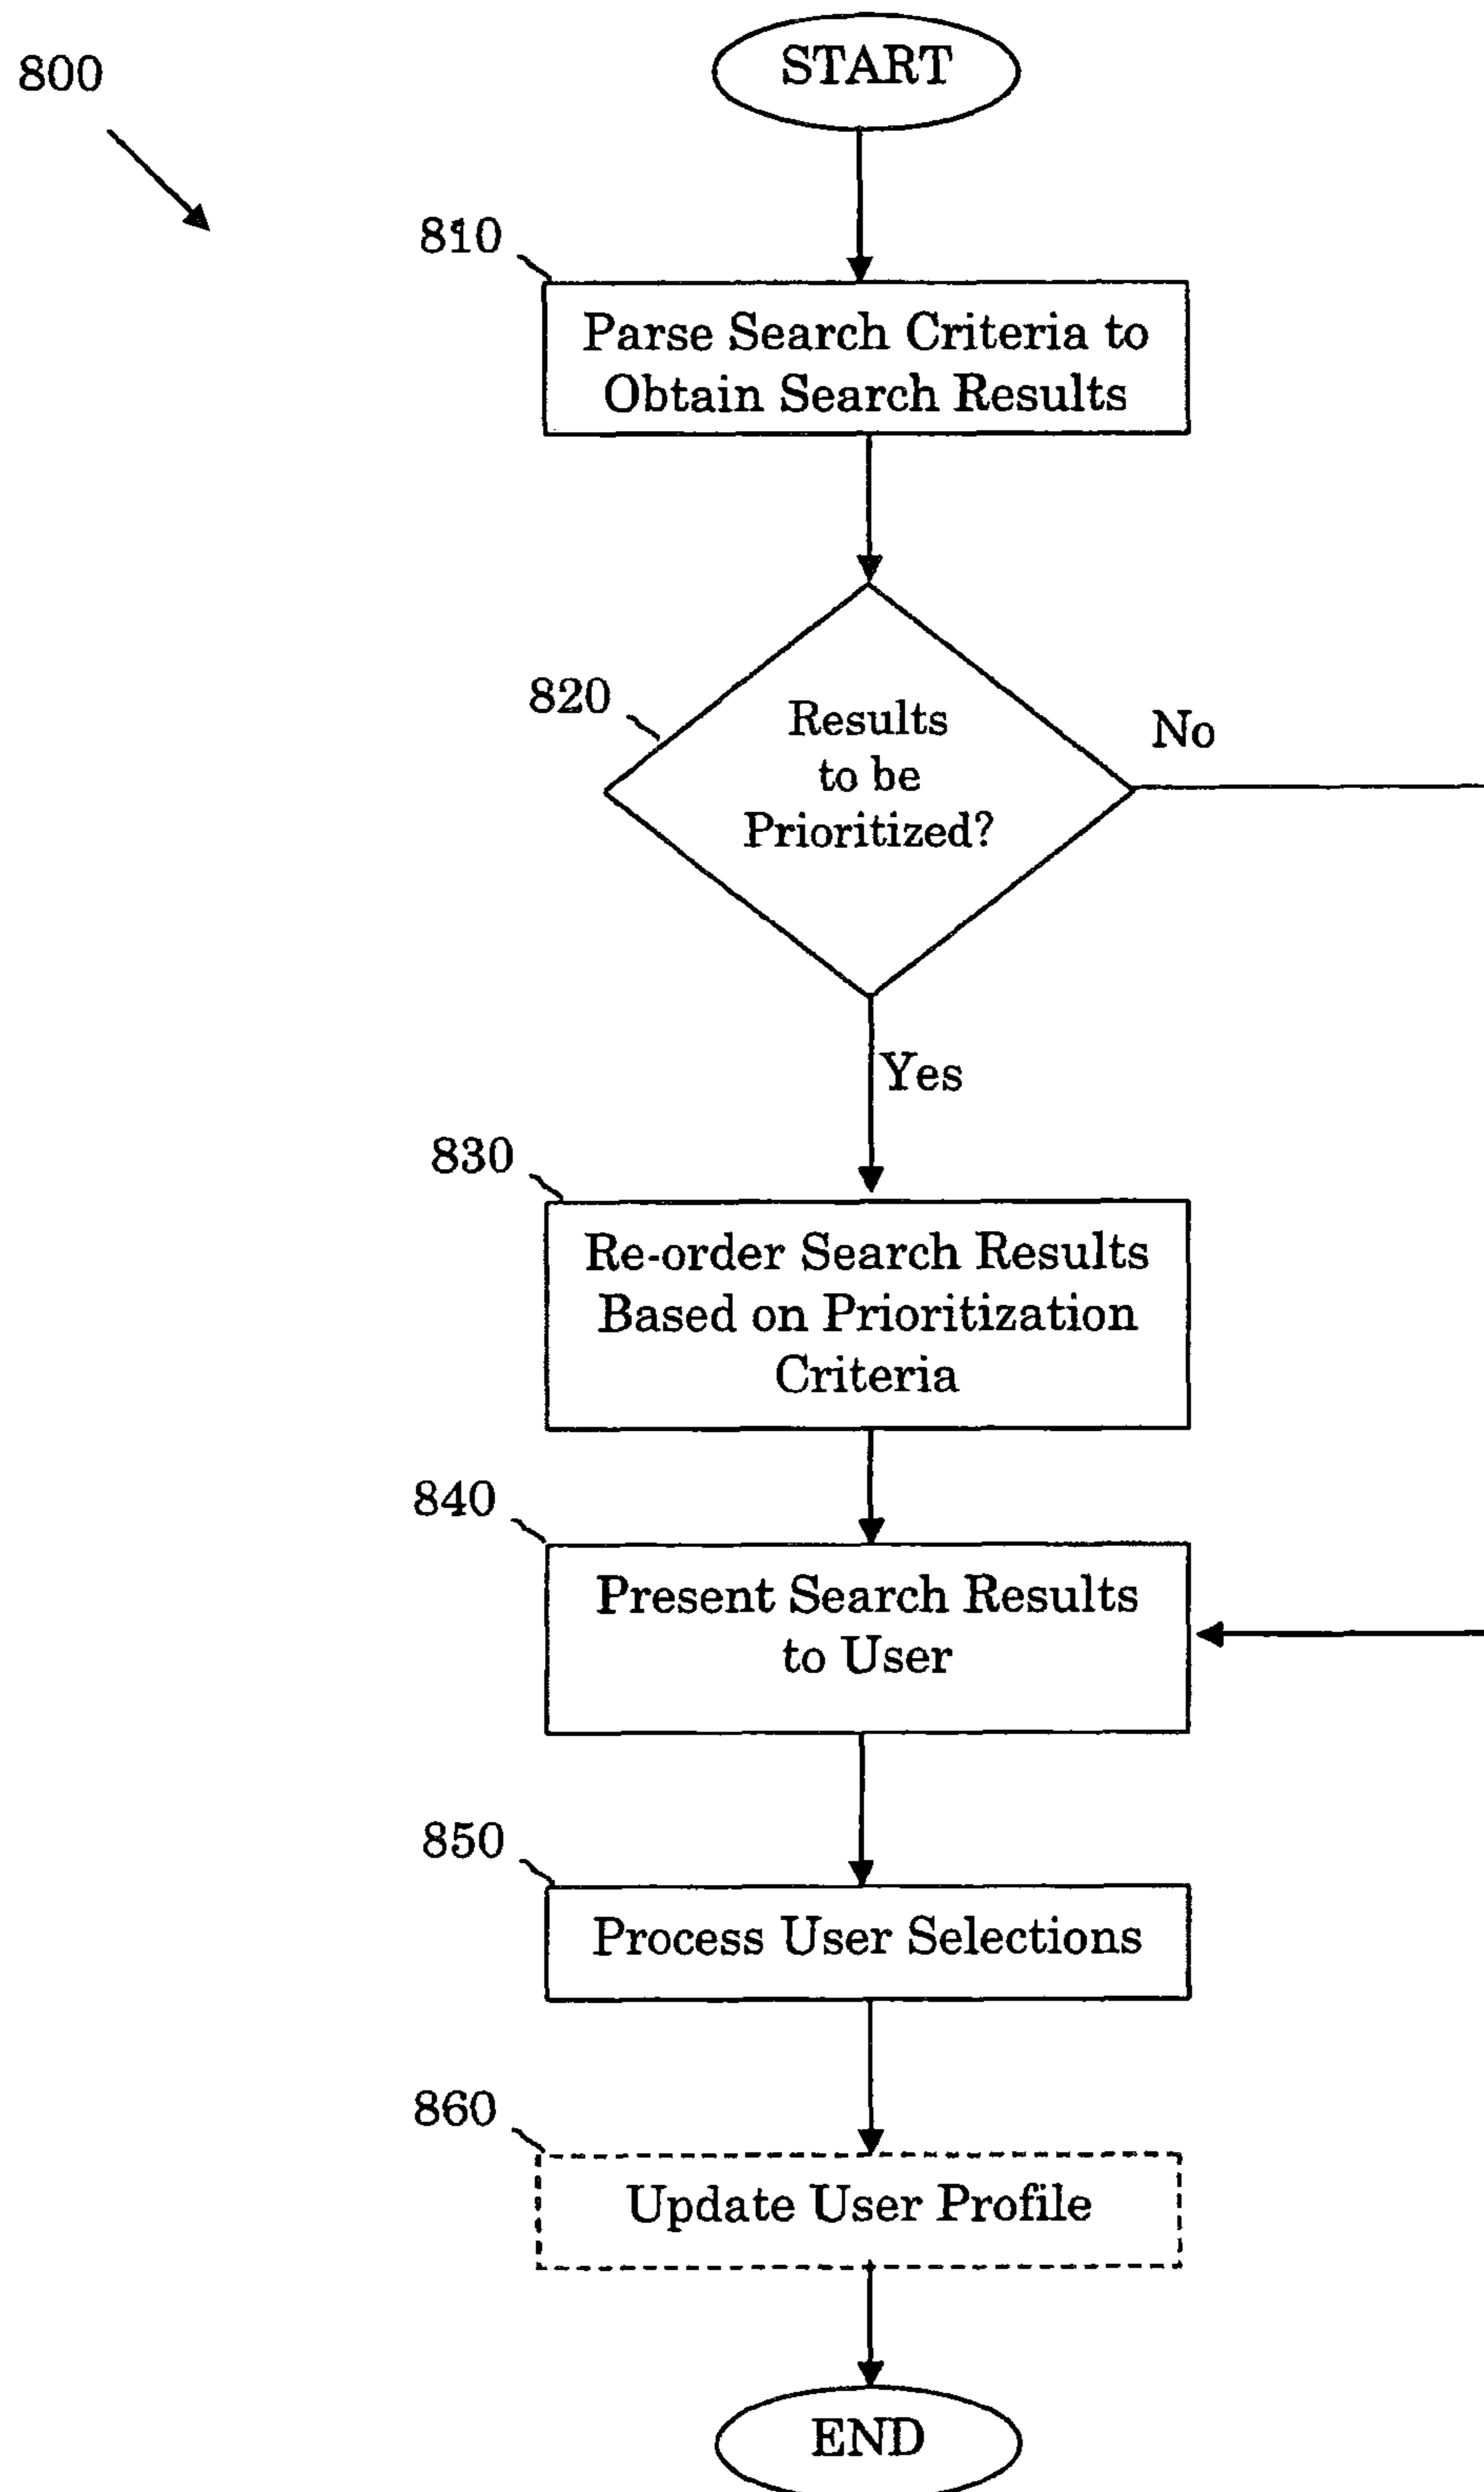 800
START
810
Parse Search Criteria to
Obtain Search Results
820
Results
to be
Prioritized?
No
Yes
830
Re-order Search Results
Based on Prioritization
Criteria
840
Present Search Results
to User
850
Process User Selections
860
Update User Profile
END